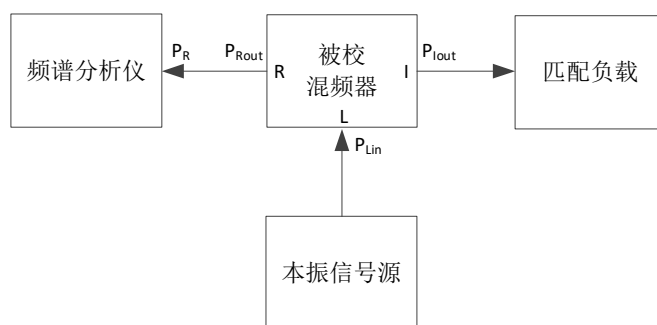 P_R
P_Rout
P_Iout
频谱分析仪
被校
混频器
匹配负载
R
I
L
P_Lin
本振信号源